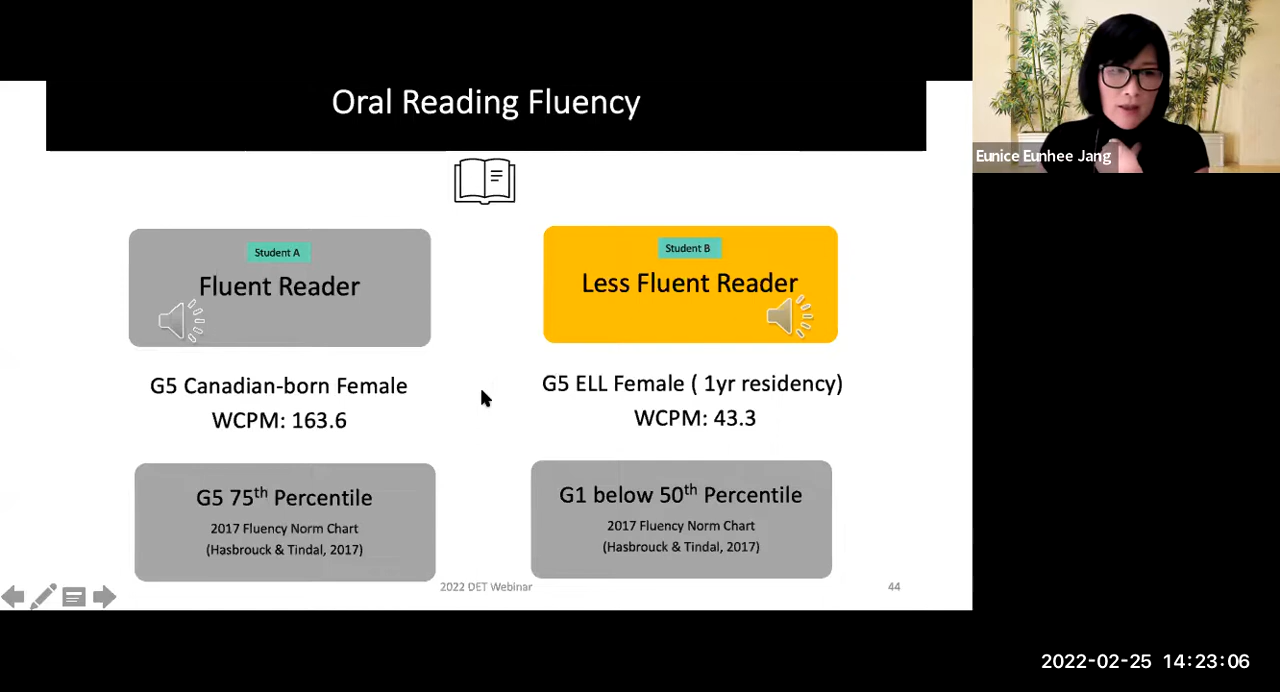 Oral Reading Fluency
Student A
Fluent Reader
G5 Canadian-born Female
WCPM: 163.6
G5 75th Percentile
2017 Fluency Norm Chart
(Hasbrouck & Tindal, 2017)
Student B
Less Fluent Reader
G5 ELL Female ( 1yr residency)
WCPM: 43.3
G1 below 50th Percentile
2017 Fluency Norm Chart
(Hasbrouck & Tindal, 2017)
2022 DET Webinar
44
Eunice Eunhee Jang
2022-02-25 14:23:06